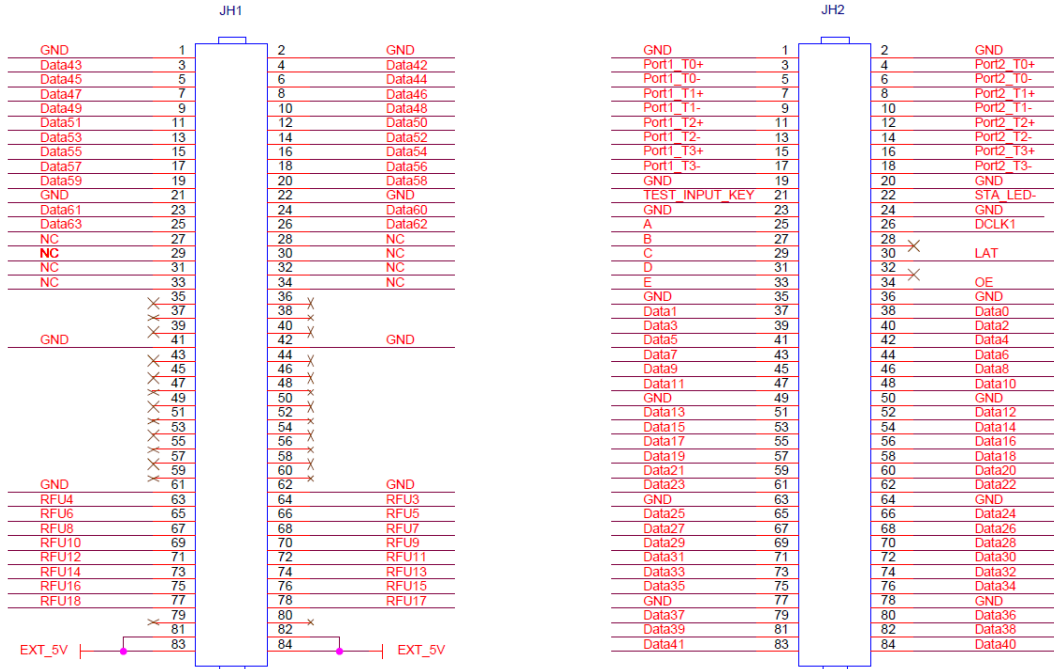 JH1 JH2
GND 1 2 GND GND 1 2 GND
Data43 3 4 Data42 Port1_T0+ 3 4 Port2_T0+
Data45 5 6 Data44 Port1_T0- 5 6 Port2_T0-
Data47 7 8 Data46 Port1_T1+ 7 8 Port2_T1+
Data49 9 10 Data48 Port1_T1- 9 10 Port2_T1-
Data51 11 12 Data50 Port1_T2+ 11 12 Port2_T2+
Data53 13 14 Data52 Port1_T2- 13 14 Port2_T2-
Data55 15 16 Data54 Port1_T3+ 15 16 Port2_T3+
Data57 17 18 Data56 Port1_T3- 17 18 Port2_T3-
Data59 19 20 Data58 GND 19 20 GND
GND 21 22 GND TEST_INPUT_KEY 21 22 STA_LED-
Data61 23 24 Data60 GND 23 24 GND
Data63 25 26 Data62 A 25 26 DCLK1
NC 27 28 NC B 27 28
NC 29 30 NC C 29 30 LAT
NC 31 32 NC D 31 32
NC 33 34 NC E 33 34 OE
35 36 GND 35 36 GND
37 38 Data1 37 38 Data0
39 40 Data3 39 40 Data2
GND 41 42 GND Data5 41 42 Data4
43 44 Data7 43 44 Data6
45 46 Data9 45 46 Data8
47 48 Data11 47 48 Data10
49 50 GND 49 50 GND
51 52 Data13 51 52 Data12
53 54 Data15 53 54 Data14
55 56 Data17 55 56 Data16
57 58 Data19 57 58 Data18
59 60 Data21 59 60 Data20
GND 61 62 GND Data23 61 62 Data22
RFU4 63 64 RFU3 GND 63 64 GND
RFU6 65 66 RFU5 Data25 65 66 Data24
RFU8 67 68 RFU7 Data27 67 68 Data26
RFU10 69 70 RFU9 Data29 69 70 Data28
RFU12 71 72 RFU11 Data31 71 72 Data30
RFU14 73 74 RFU13 Data33 73 74 Data32
RFU16 75 76 RFU15 Data35 75 76 Data34
RFU18 77 78 RFU17 GND 77 78 GND
79 80 Data37 79 80 Data36
81 82 Data39 81 82 Data38
EXT_5V 83 84 EXT_5V Data41 83 84 Data40